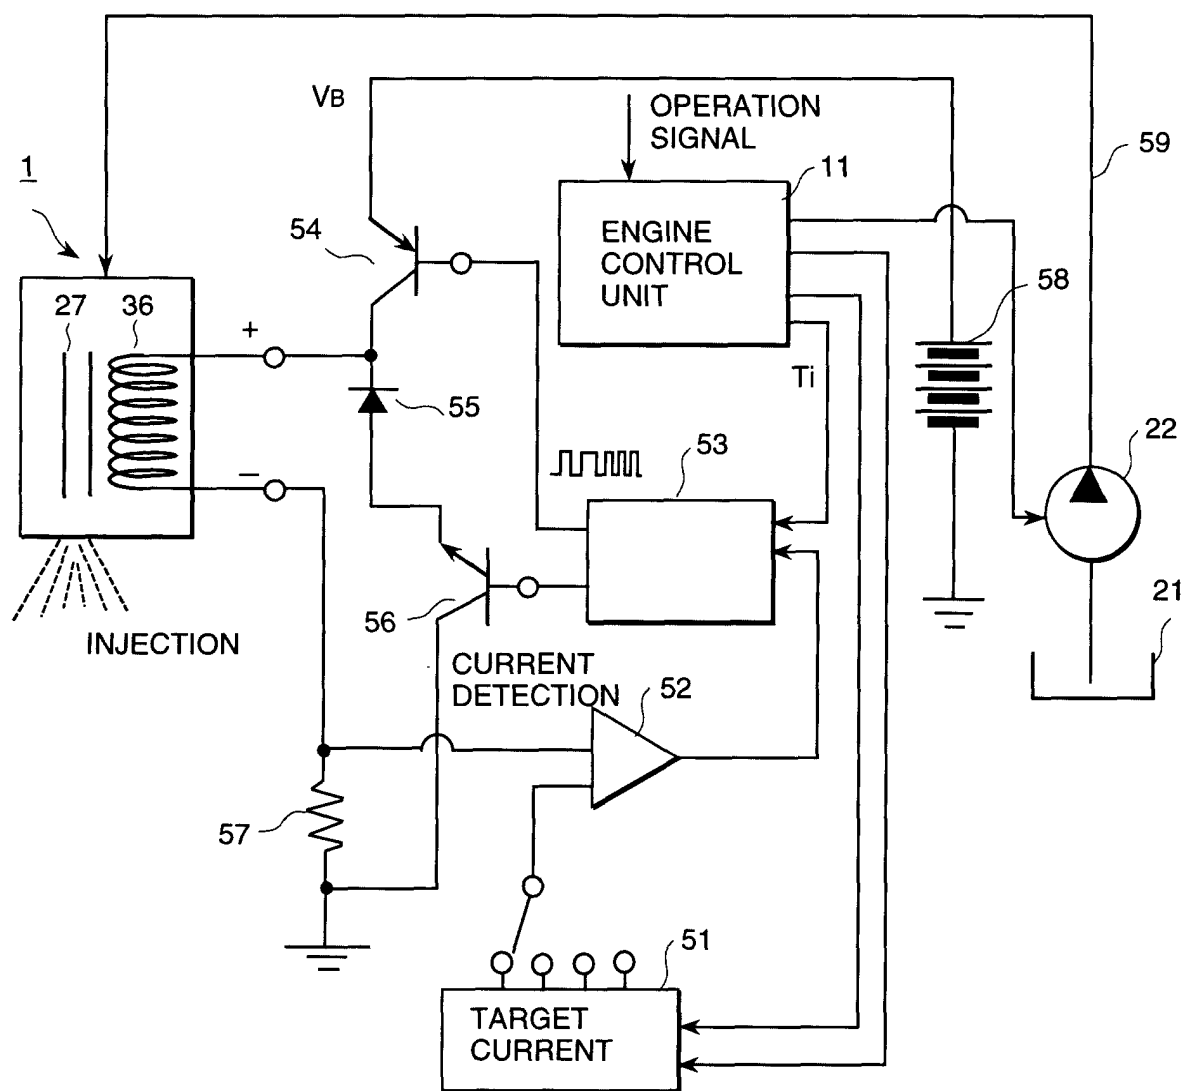 VB
OPERATION
SIGNAL
59
1
11
54
ENGINE
CONTROL
UNIT
58
27
36
+
Ti
55
22
−
53
56
21
INJECTION
CURRENT
DETECTION
52
57
51
TARGET
CURRENT